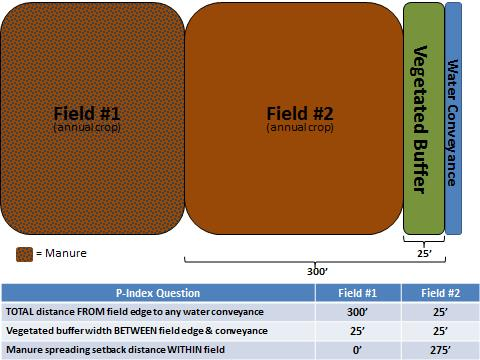 Field #1
(annual crop)
Field #2
(annual crop)
Vegetated Buffer
Water Conveyance
= Manure
25'
300'
P-Index Question Field #1 Field #2
TOTAL distance FROM field edge to any water conveyance 300' 25'
Vegetated buffer width BETWEEN field edge & conveyance 25' 25'
Manure spreading setback distance WITHIN field 0' 275'